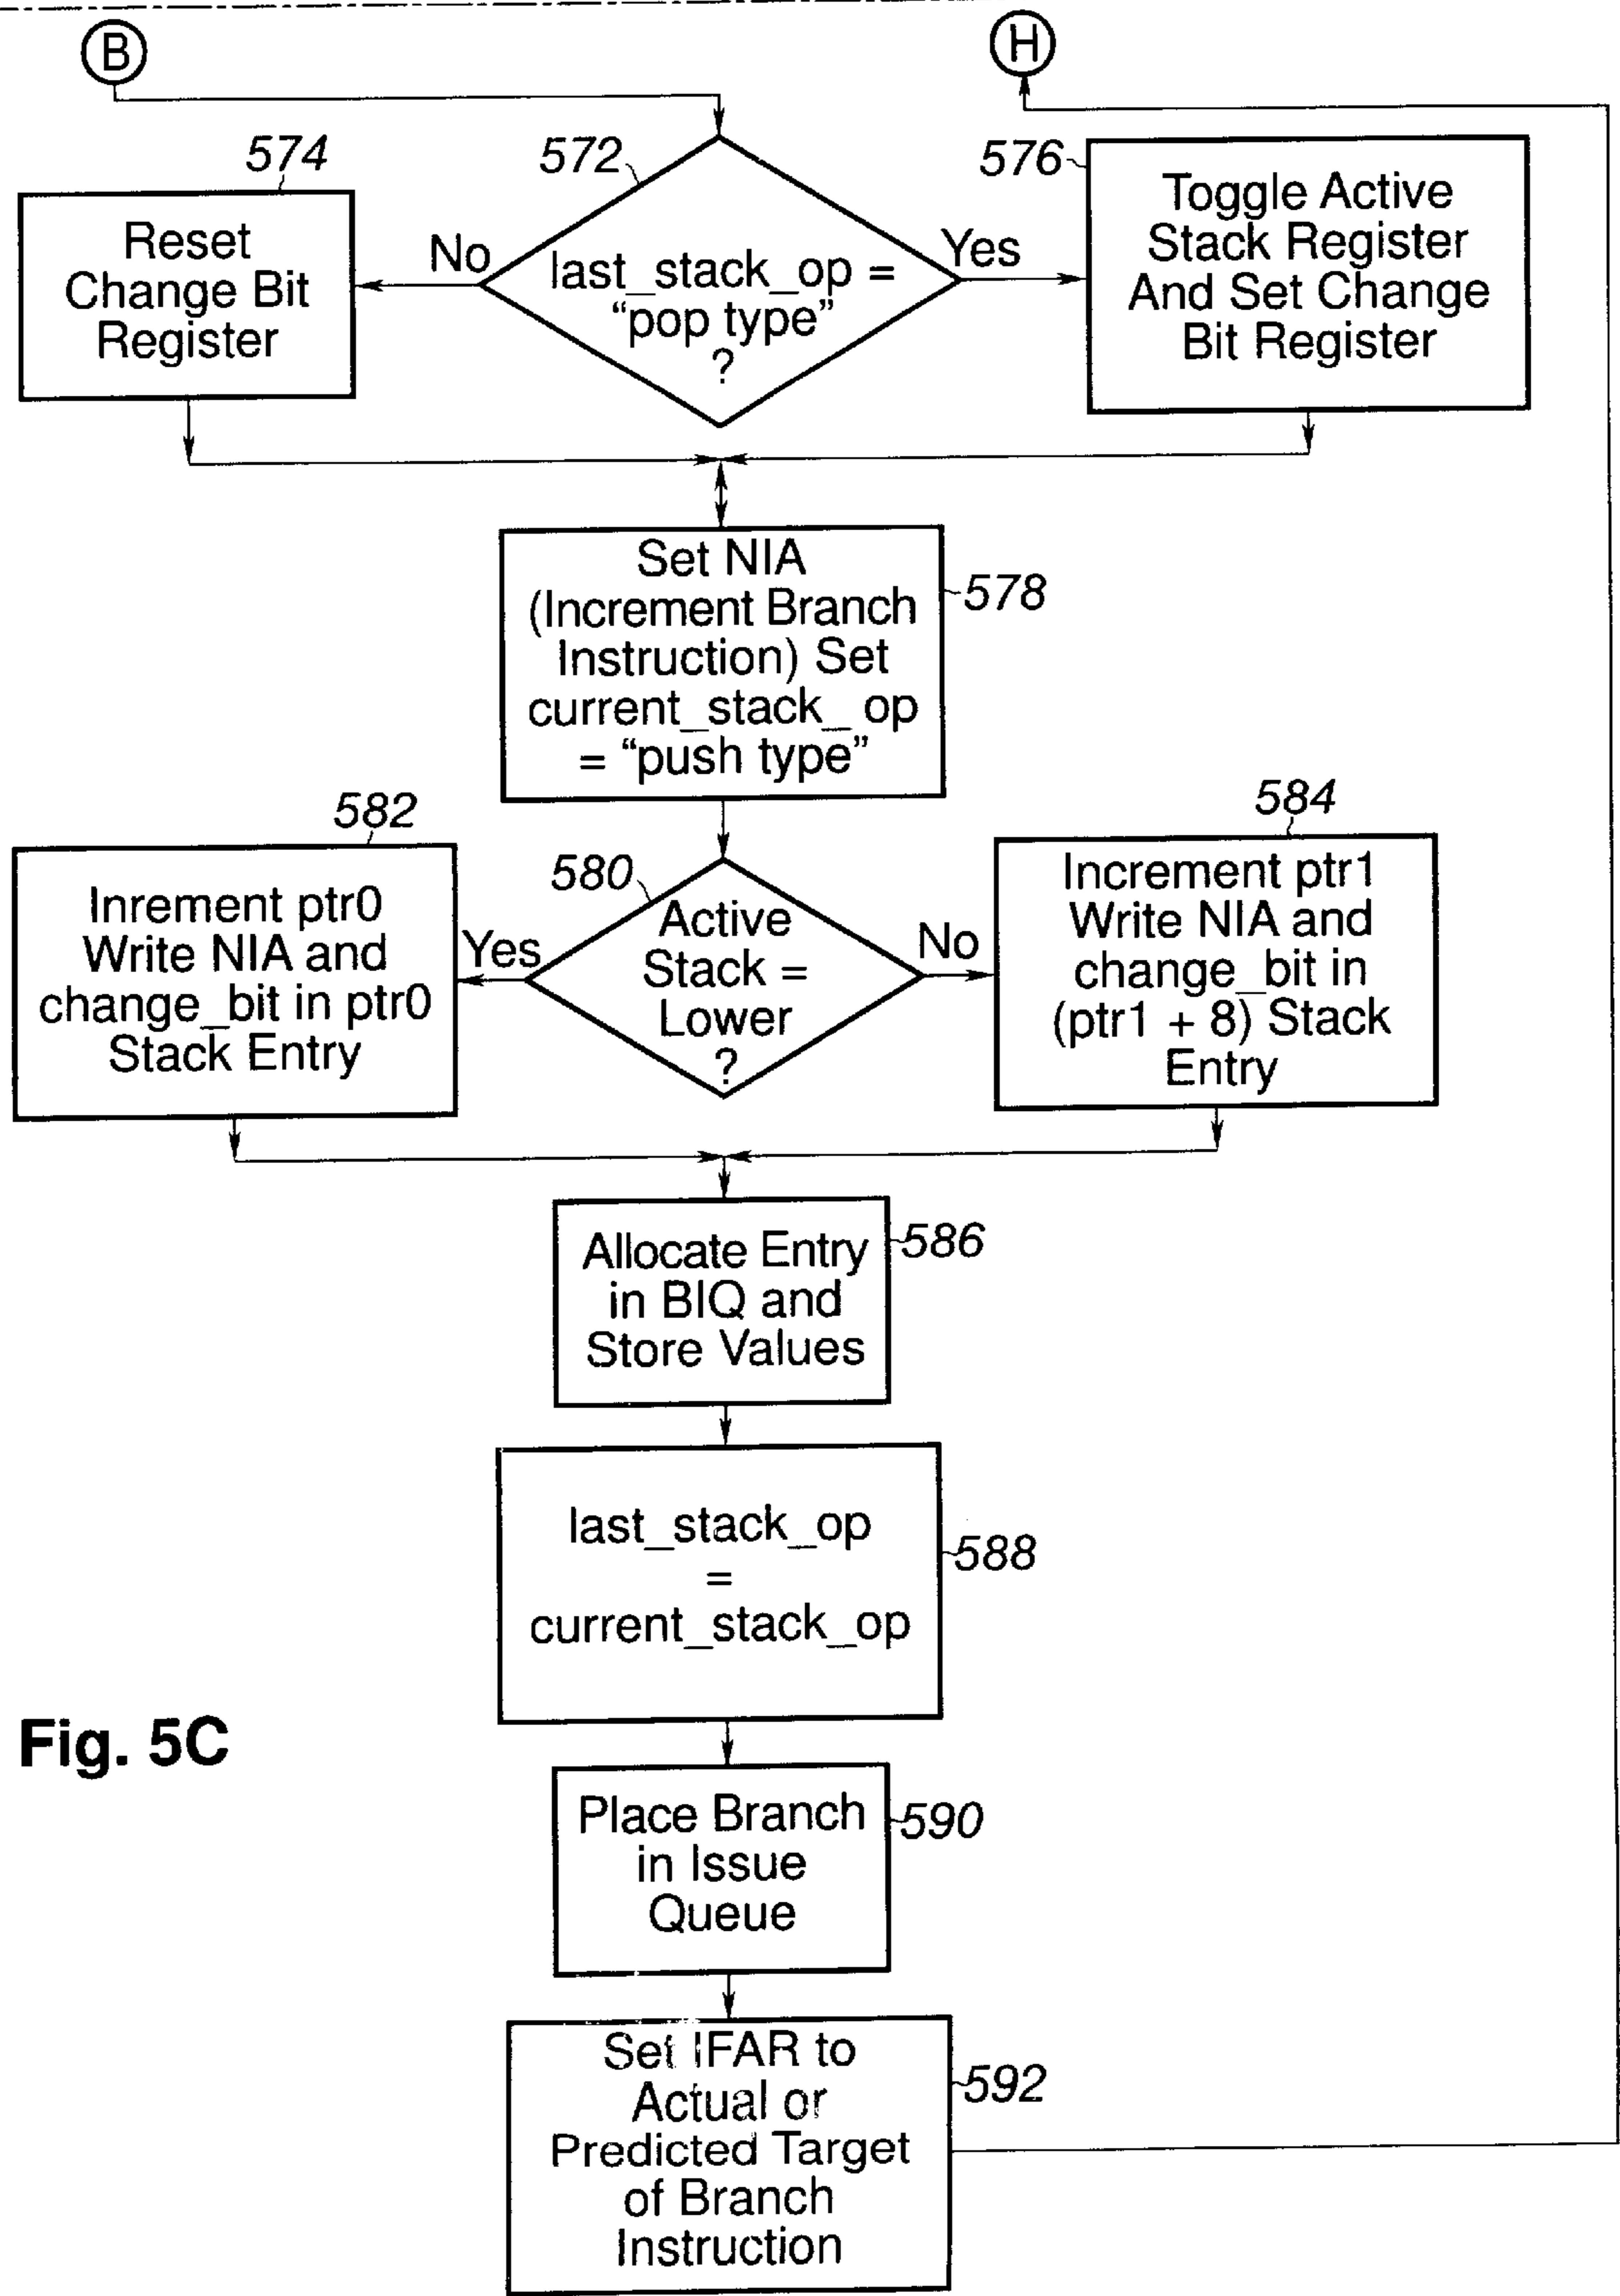 B
H
574
572
576
Reset
Change Bit
Register
No
last_stack_op =
“pop type”
?
Yes
Toggle Active
Stack Register
And Set Change
Bit Register
Set NIA
(Increment Branch
Instruction) Set
current_stack_ op
= “push type”
578
582
580
584
Inrement ptr0
Write NIA and
change_bit in ptr0
Stack Entry
Yes
Active
Stack =
Lower
?
No
Increment ptr1
Write NIA and
change_bit in
(ptr1 + 8) Stack
Entry
Allocate Entry
in BIQ and
Store Values
586
last_stack_op
=
current_stack_op
588
Fig. 5C
Place Branch
in Issue
Queue
590
Set IFAR to
Actual or
Predicted Target
of Branch
Instruction
592